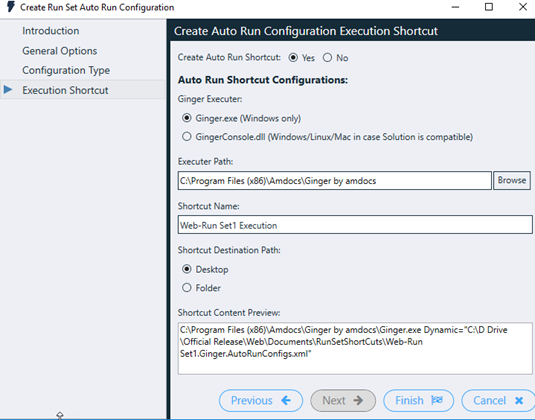 Create Run Set Auto Run Configuration
Introduction
General Options
Configuration Type
Execution Shortcut
Create Auto Run Configuration Execution Shortcut
Create Auto Run Shortcut: Yes No
Auto Run Shortcut Configurations:
Ginger Executer:
Ginger.exe (Windows only)
GingerConsole.dll (Windows/Linux/Mac in case Solution is compatible)
Executer Path:
C:\Program Files (x86)\Amdocs\Ginger by amdocs Browse
Shortcut Name:
Web-Run Set1 Execution
Shortcut Destination Path:
Desktop
Folder
Shortcut Content Preview:
C:\Program Files (x86)\Amdocs\Ginger by amdocs\Ginger.exe Dynamic="C:\D Drive
\Official Release\Web\Documents\RunSetShortCuts\Web-Run
Set1.Ginger.AutoRunConfigs.xml"
Previous Next Finish Cancel